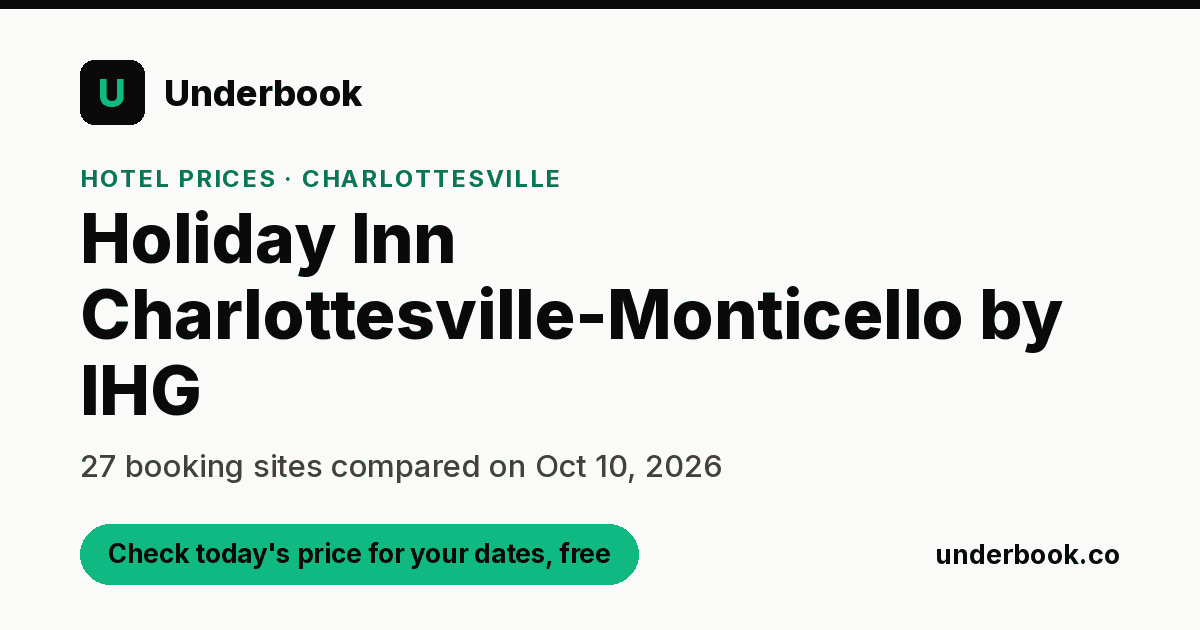 U Underbook
HOTEL PRICES · CHARLOTTESVILLE
Holiday Inn
Charlottesville-Monticello by
IHG
27 booking sites compared on Oct 10, 2026
Check today's price for your dates, free
underbook.co